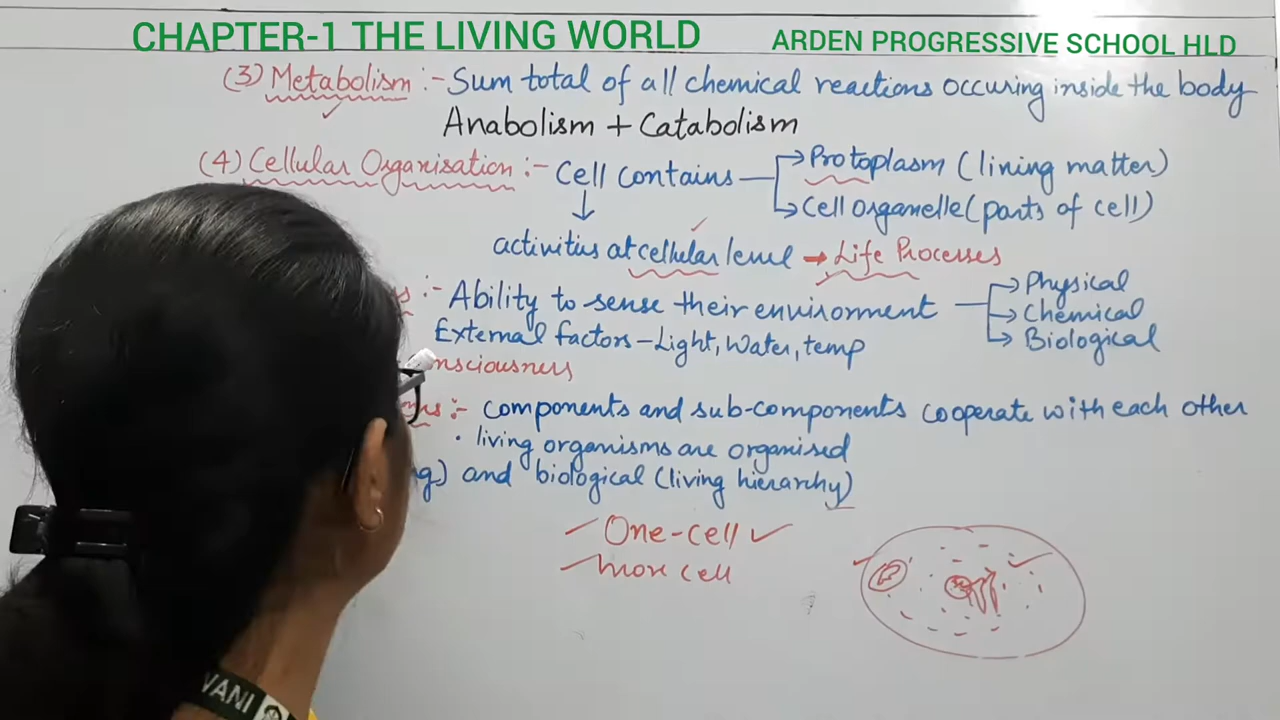 CHAPTER-1 THE LIVING WORLD ARDEN PROGRESSIVE SCHOOL HLD
(3) Metabolism :- Sum total of all chemical reactions occuring inside the body
Anabolism + Catabolism
(4) Cellular Organisation :- Cell contains → Protoplasm (lining matter)
→ Cell organelle (parts of cell)
activities at cellular level → Life Processes
:- Ability to sense their environment → Physical
→ Chemical
→ Biological
External factors - Light, Water, temp
nsciousness
:- components and sub-components cooperate with each other
· living organisms are organised
and biological (living hierarchy)
One-cell ✓
More cell
VANI